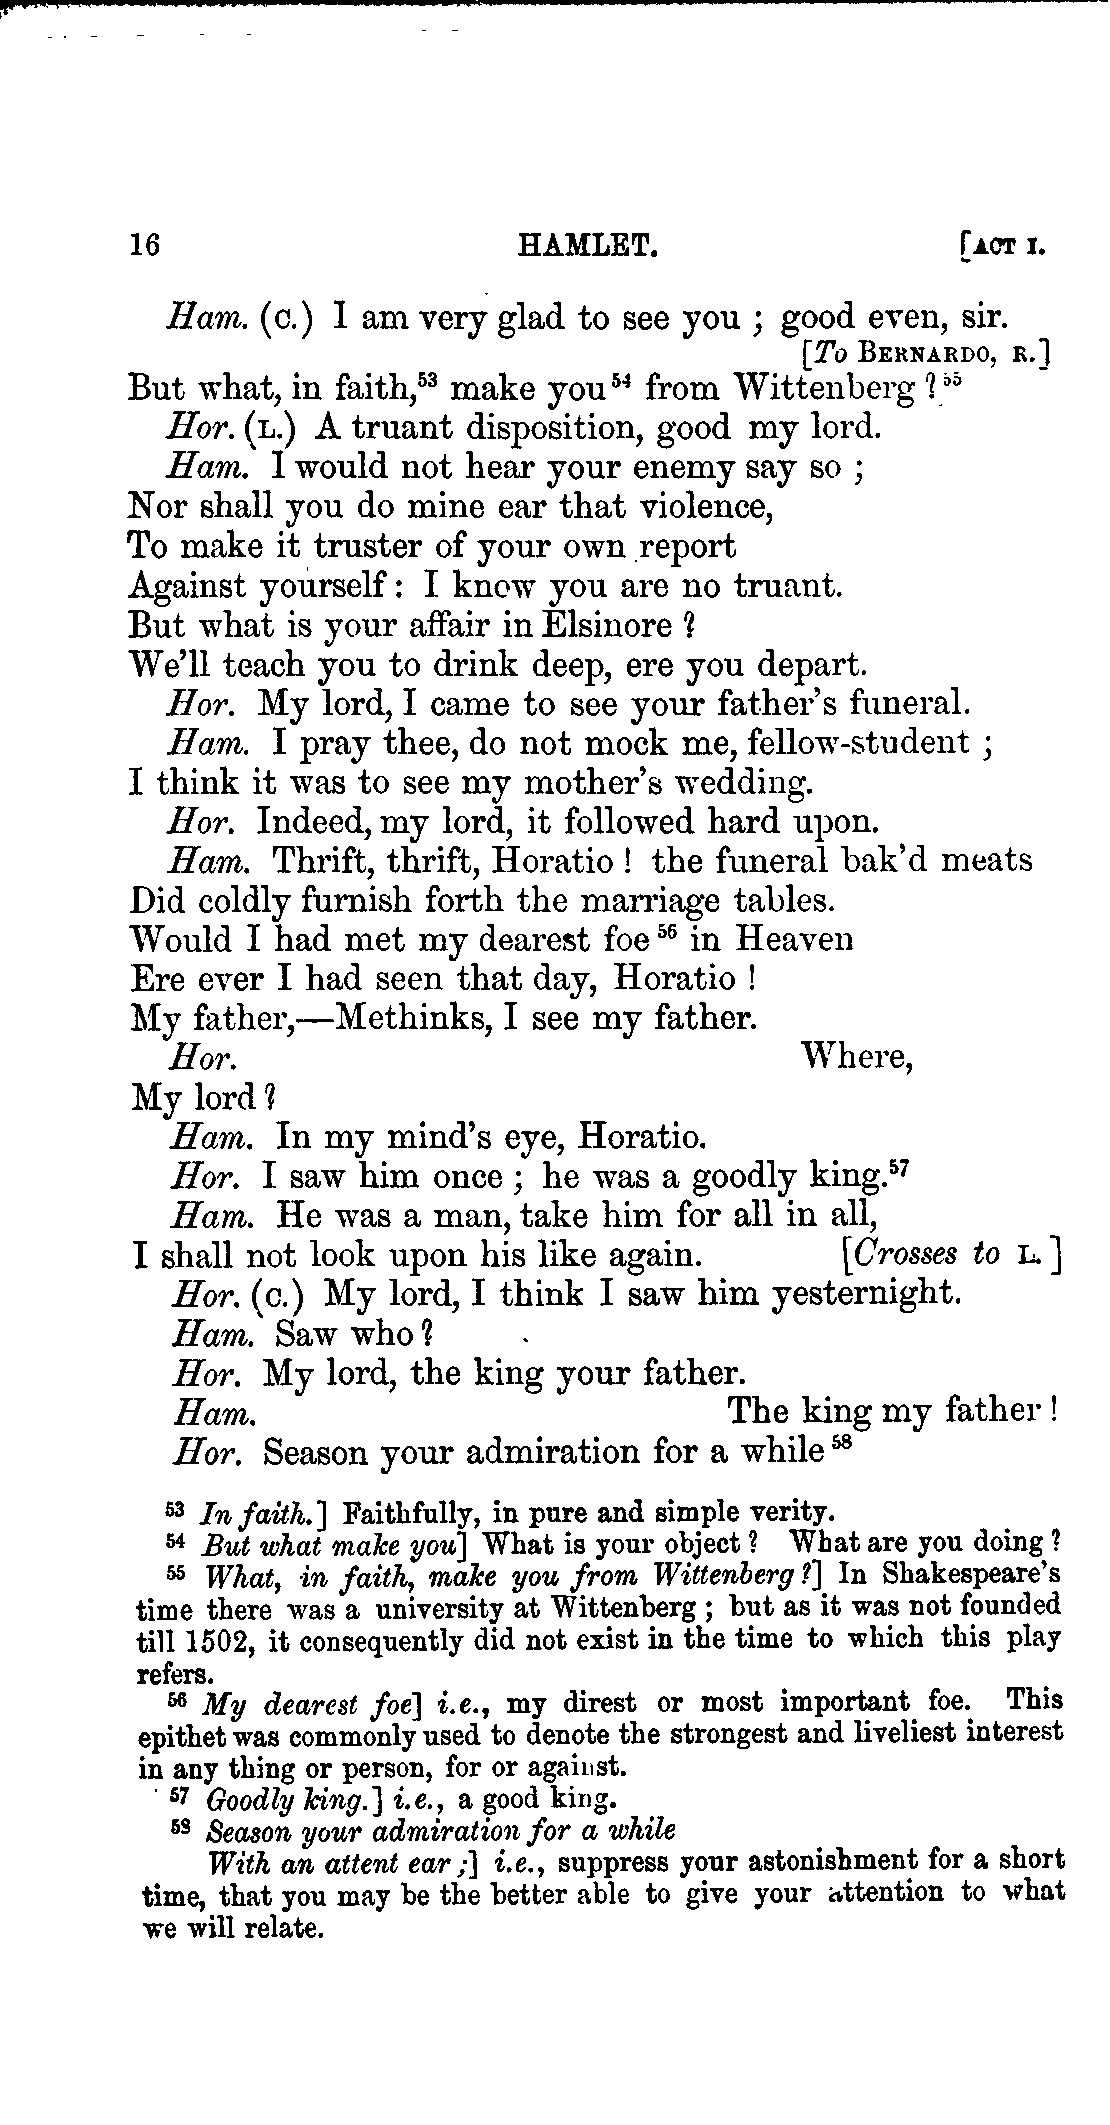 16 HAMLET. [ACT I.
Ham. (C.) I am very glad to see you ; good even, sir.
[To BERNARDO, R.]
But what, in faith,⁵³ make you⁵⁴ from Wittenberg ?⁵⁵
Hor. (L.) A truant disposition, good my lord.
Ham. I would not hear your enemy say so ;
Nor shall you do mine ear that violence,
To make it truster of your own report
Against yourself : I know you are no truant.
But what is your affair in Elsinore ?
We'll teach you to drink deep, ere you depart.
Hor. My lord, I came to see your father's funeral.
Ham. I pray thee, do not mock me, fellow-student ;
I think it was to see my mother's wedding.
Hor. Indeed, my lord, it followed hard upon.
Ham. Thrift, thrift, Horatio ! the funeral bak'd meats
Did coldly furnish forth the marriage tables.
Would I had met my dearest foe⁵⁶ in Heaven
Ere ever I had seen that day, Horatio !
My father,—Methinks, I see my father.
Hor. Where,
My lord ?
Ham. In my mind's eye, Horatio.
Hor. I saw him once ; he was a goodly king.⁵⁷
Ham. He was a man, take him for all in all,
I shall not look upon his like again. [Crosses to L.]
Hor. (C.) My lord, I think I saw him yesternight.
Ham. Saw who ?
Hor. My lord, the king your father.
Ham. The king my father !
Hor. Season your admiration for a while⁵⁸
⁵³ In faith.] Faithfully, in pure and simple verity.
⁵⁴ But what make you] What is your object ? What are you doing ?
⁵⁵ What, in faith, make you from Wittenberg ?] In Shakespeare's
time there was a university at Wittenberg ; but as it was not founded
till 1502, it consequently did not exist in the time to which this play
refers.
⁵⁶ My dearest foe] i.e., my direst or most important foe. This
epithet was commonly used to denote the strongest and liveliest interest
in any thing or person, for or against.
⁵⁷ Goodly king.] i.e., a good king.
⁵⁸ Season your admiration for a while
With an attent ear ;] i.e., suppress your astonishment for a short
time, that you may be the better able to give your attention to what
we will relate.